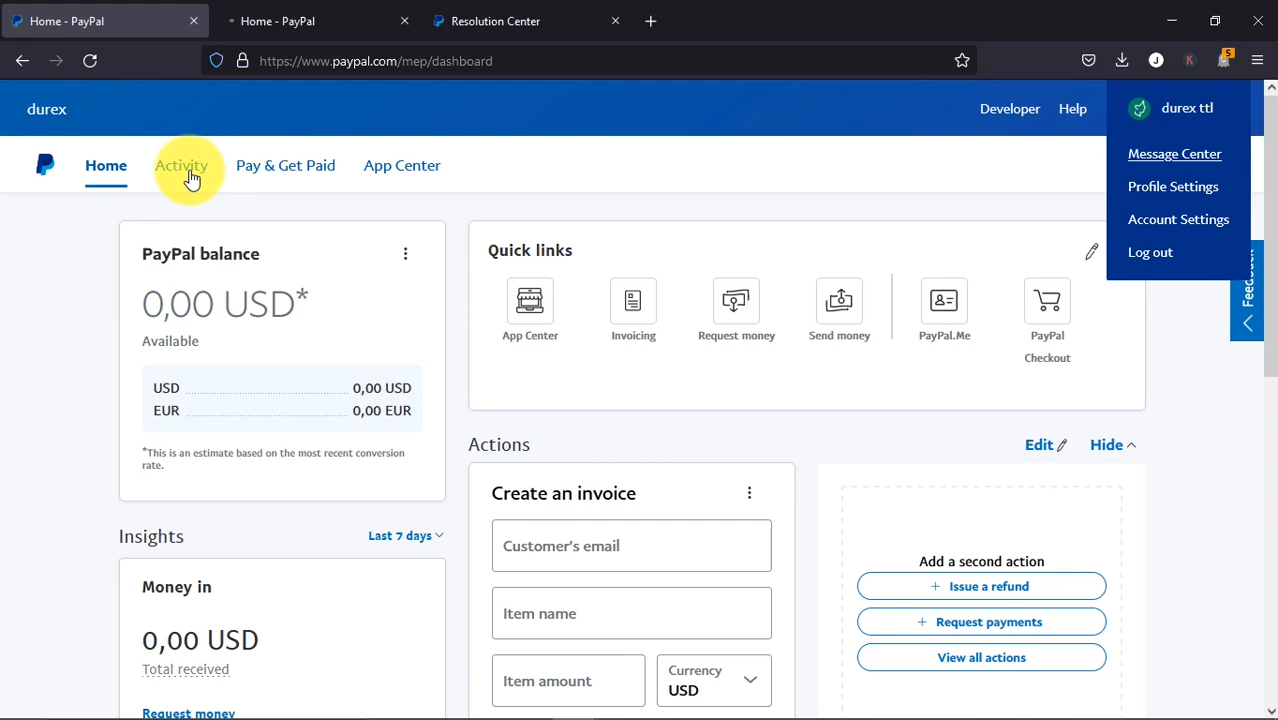 Home - PayPal
Home - PayPal
Resolution Center
https://www.paypal.com/mep/dashboard
J
K
5
durex
Developer
Help
durex ttl
Message Center
Profile Settings
Account Settings
Log out
Home
Activity
Pay & Get Paid
App Center
Feedback
PayPal balance
0,00 USD*
Available
USD 0,00 USD
EUR 0,00 EUR
*This is an estimate based on the most recent conversion
rate.
Quick links
App Center
Invoicing
Request money
Send money
PayPal.Me
PayPal
Checkout
Actions
Edit
Hide
Create an invoice
Customer's email
Item name
Item amount
Currency
USD
Add a second action
+ Issue a refund
+ Request payments
View all actions
Insights
Last 7 days
Money in
0,00 USD
Total received
Request money